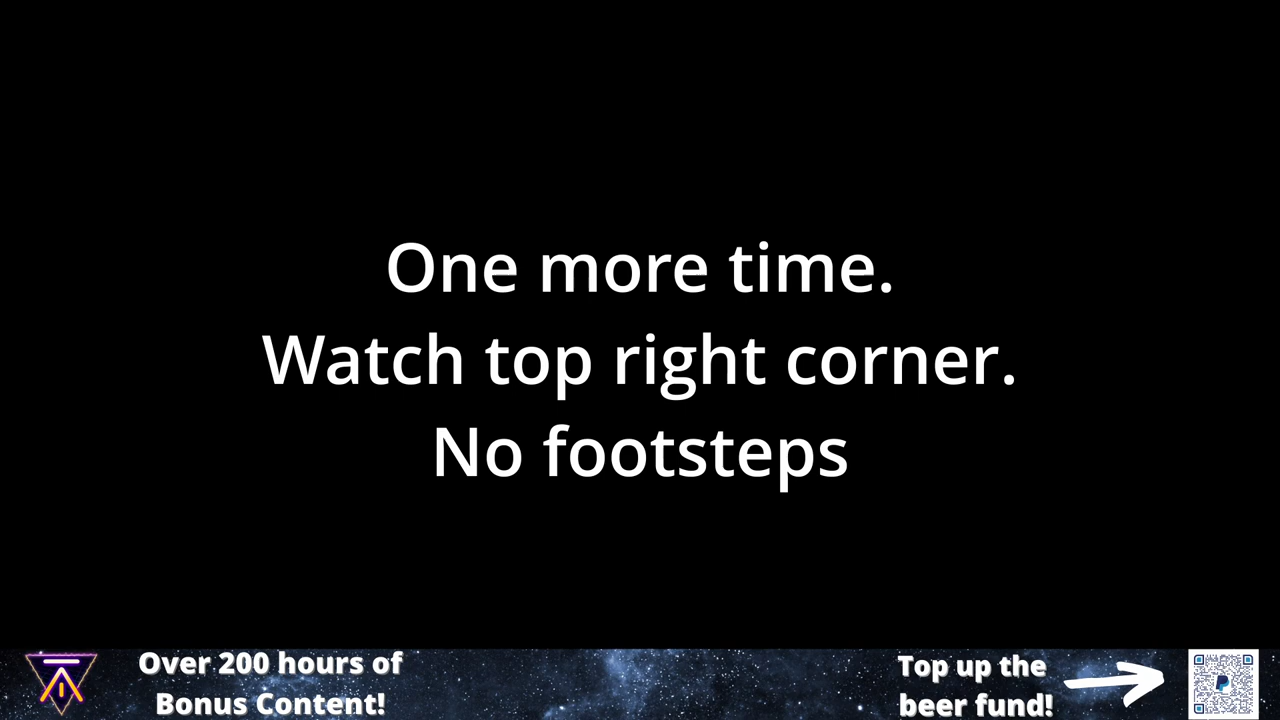 One more time.
Watch top right corner.
No footsteps
Over 200 hours of
Bonus Content!
Top up the
beer fund!